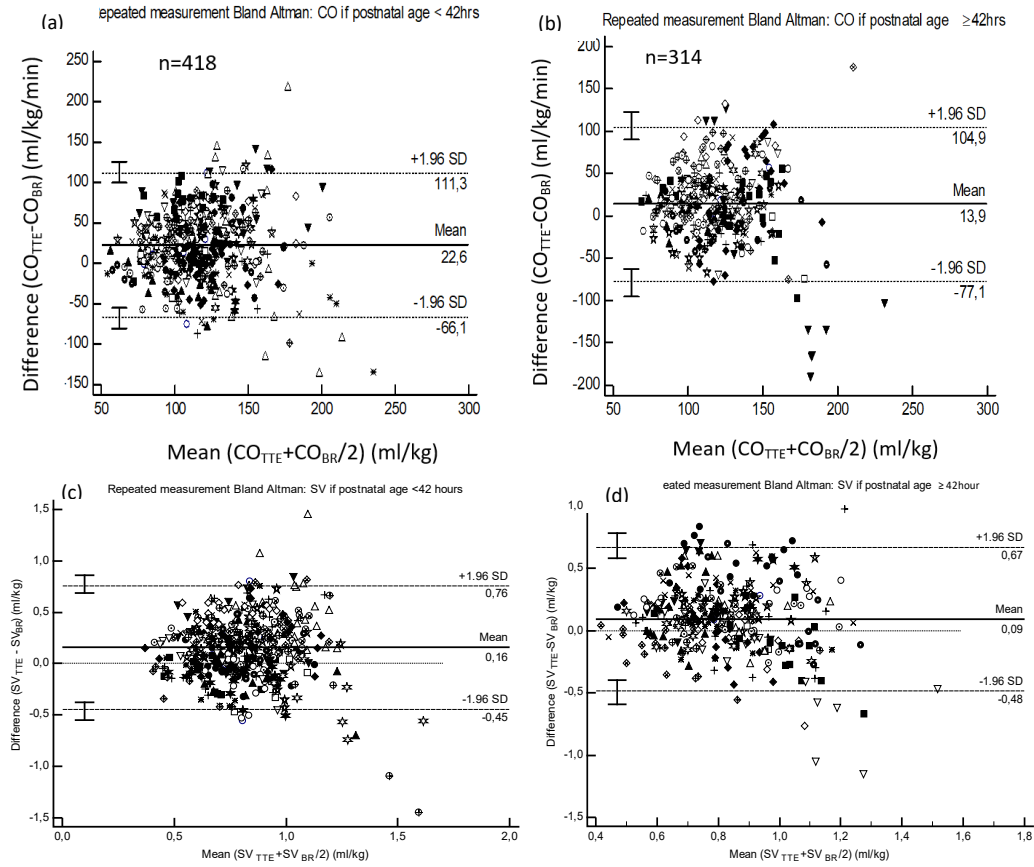 (a)
epeated measurement Bland Altman: CO if postnatal age < 42hrs
n=418
Difference (CO_TTE-CO_BR) (ml/kg/min)
250
200
150
100
50
0
-50
-100
-150
+1.96 SD
111,3
Mean
22,6
-1.96 SD
-66,1
50 100 150 200 250 300
Mean (CO_TTE+CO_BR/2) (ml/kg)
(b)
Repeated measurement Bland Altman: CO if postnatal age ≥42hrs
n=314
Difference (CO_TTE-CO_BR) (ml/kg/min)
200
150
100
50
0
-50
-100
-150
-200
+1.96 SD
104,9
Mean
13,9
-1.96 SD
-77,1
50 100 150 200 250 300
Mean (CO_TTE+CO_BR/2) (ml/kg)
(c)
Repeated measurement Bland Altman: SV if postnatal age <42 hours
Difference (SV_TTE - SV_BR) (ml/kg)
1,5
1,0
0,5
0,0
-0,5
-1,0
-1,5
+1.96 SD
0,76
Mean
0,16
-1.96 SD
-0,45
0,0 0,5 1,0 1,5 2,0
Mean (SV_TTE+SV_BR/2) (ml/kg)
(d)
eated measurement Bland Altman: SV if postnatal age ≥ 42hour
Difference (SV_TTE-SV_BR) (ml/kg)
1,0
0,5
0,0
-0,5
-1,0
-1,5
+1.96 SD
0,67
Mean
0,09
-1.96 SD
-0,48
0,4 0,6 0,8 1,0 1,2 1,4 1,6 1,8
Mean (SV_TTE+SV_BR/2) (ml/kg)